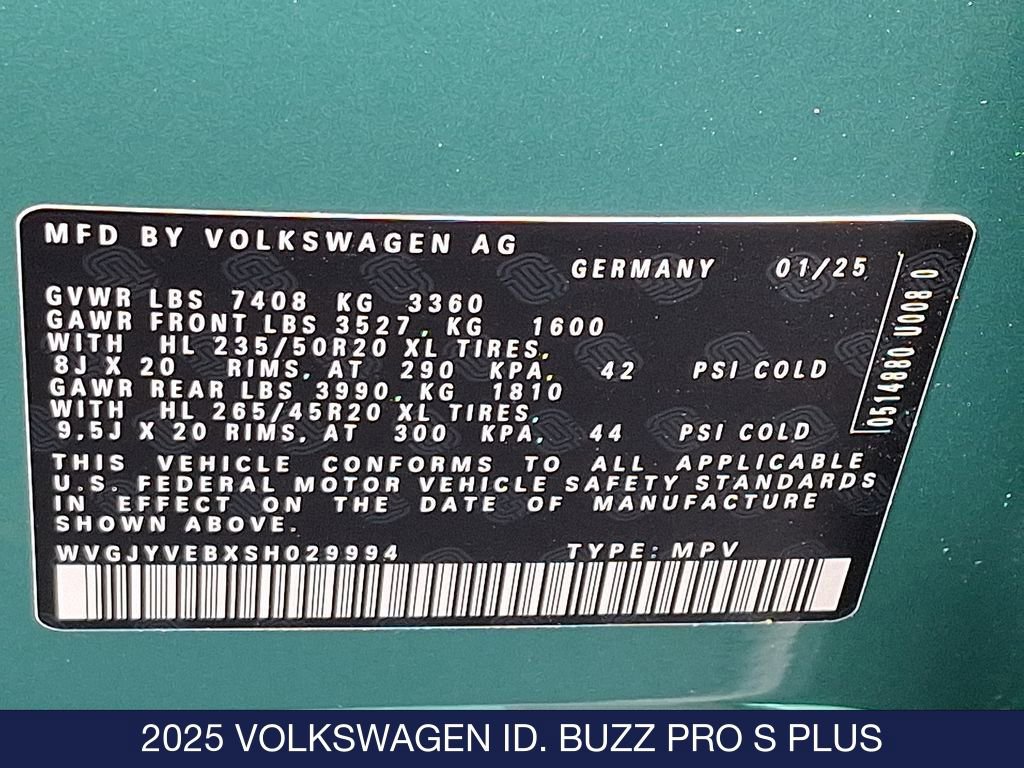 MFD BY VOLKSWAGEN AG
GERMANY 01/25
GVWR LBS 7408 KG 3360
GAWR FRONT LBS 3527, KG 1600
WITH HL 235/50R20 XL TIRES,
8J X 20 RIMS, AT 290 KPA, 42 PSI COLD
GAWR REAR LBS 3990, KG 1810
WITH HL 265/45R20 XL TIRES,
9,5J X 20 RIMS, AT 300 KPA, 44 PSI COLD
THIS VEHICLE CONFORMS TO ALL APPLICABLE
U.S. FEDERAL MOTOR VEHICLE SAFETY STANDARDS
IN EFFECT ON THE DATE OF MANUFACTURE
SHOWN ABOVE.
WVGJYVEBXSH029994 TYPE: MPV
0514880 U008 0
2025 VOLKSWAGEN ID. BUZZ PRO S PLUS